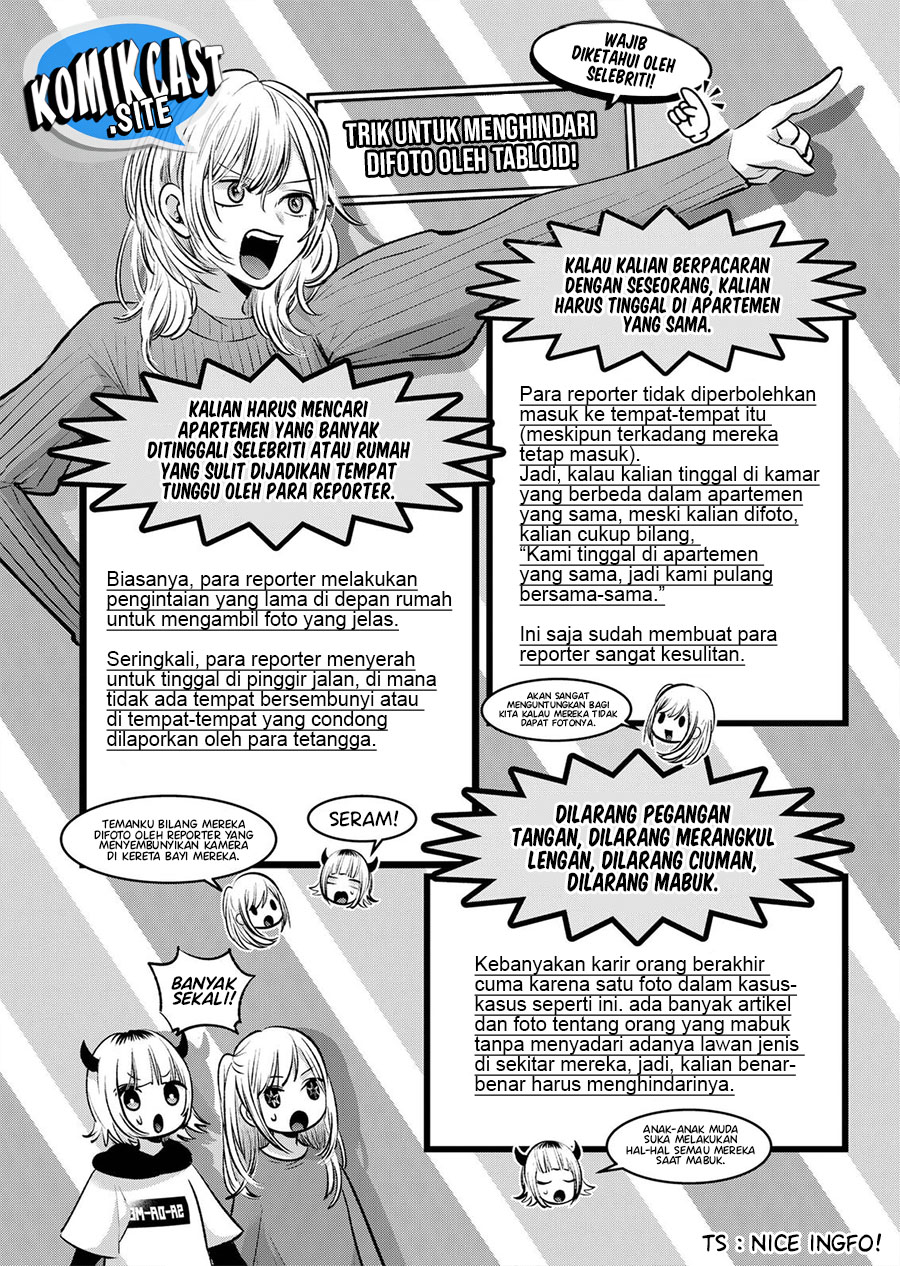 KOMIKCAST
.SITE
WAJIB
DIKETAHUI OLEH
SELEBRITI!
TRIK UNTUK MENGHINDARI
DIFOTO OLEH TABLOID!
KALAU KALIAN BERPACARAN
DENGAN SESEORANG, KALIAN
HARUS TINGGAL DI APARTEMEN
YANG SAMA.
Para reporter tidak diperbolehkan
masuk ke tempat-tempat itu
(meskipun terkadang mereka
tetap masuk).
Jadi, kalau kalian tinggal di kamar
yang berbeda dalam apartemen
yang sama, meski kalian difoto,
kalian cukup bilang,
“Kami tinggal di apartemen
yang sama, jadi kami pulang
bersama-sama.”
Ini saja sudah membuat para
reporter sangat kesulitan.
AKAN SANGAT
MENGUNTUNGKAN BAGI
KITA KALAU MEREKA TIDAK
DAPAT FOTONYA.
KALIAN HARUS MENCARI
APARTEMEN YANG BANYAK
DITINGGALI SELEBRITI ATAU RUMAH
YANG SULIT DIJADIKAN TEMPAT
TUNGGU OLEH PARA REPORTER.
Biasanya, para reporter melakukan
pengintaian yang lama di depan rumah
untuk mengambil foto yang jelas.
Seringkali, para reporter menyerah
untuk tinggal di pinggir jalan, di mana
tidak ada tempat bersembunyi atau
di tempat-tempat yang condong
dilaporkan oleh para tetangga.
TEMANKU BILANG MEREKA
DIFOTO OLEH REPORTER YANG
MENYEMBUNYIKAN KAMERA
DI KERETA BAYI MEREKA.
SERAM!
DILARANG PEGANGAN
TANGAN, DILARANG MERANGKUL
LENGAN, DILARANG CIUMAN,
DILARANG MABUK.
Kebanyakan karir orang berakhir
cuma karena satu foto dalam kasus-
kasus seperti ini. ada banyak artikel
dan foto tentang orang yang mabuk
tanpa menyadari adanya lawan jenis
di sekitar mereka, jadi, kalian benar-
benar harus menghindarinya.
ANAK-ANAK MUDA
SUKA MELAKUKAN
HAL-HAL SEMAU MEREKA
SAAT MABUK.
BANYAK
SEKALI!
TS : NICE INGFO!